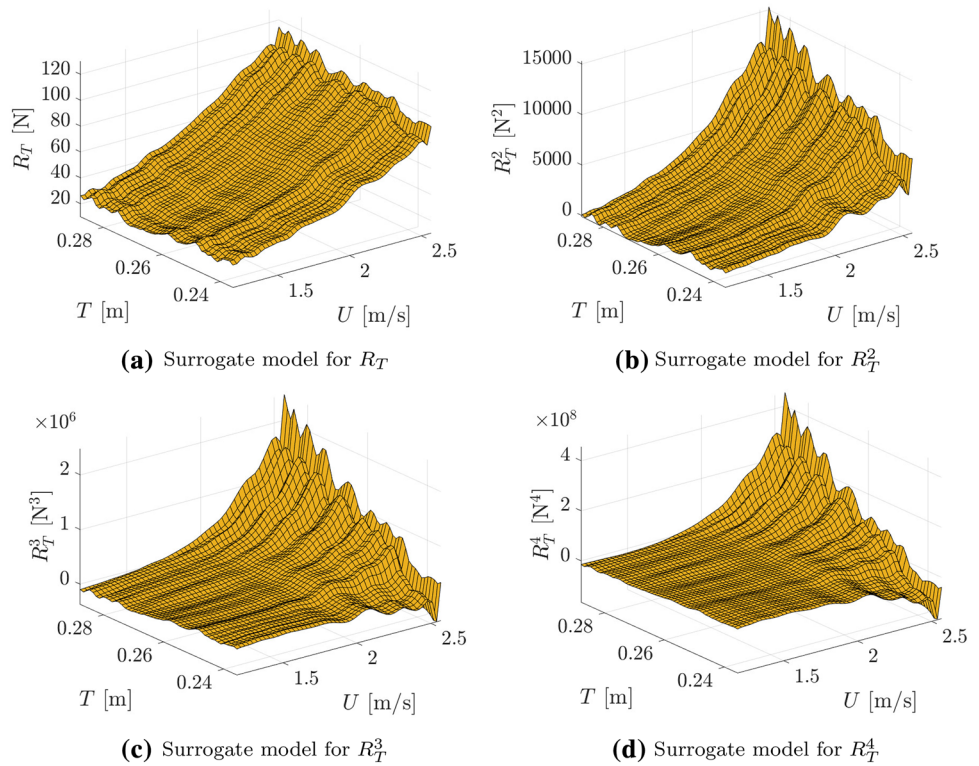 120
100
80
60
40
20
R_T [N]
0.28
0.26
0.24
T [m]
1.5
2
2.5
U [m/s]
(a) Surrogate model for R_T
15000
10000
5000
0
R_T^2 [N^2]
0.28
0.26
0.24
T [m]
1.5
2
2.5
U [m/s]
(b) Surrogate model for R_T^2
×10^6
2
1
0
R_T^3 [N^3]
0.28
0.26
0.24
T [m]
1.5
2
2.5
U [m/s]
(c) Surrogate model for R_T^3
×10^8
4
2
0
R_T^4 [N^4]
0.28
0.26
0.24
T [m]
1.5
2
2.5
U [m/s]
(d) Surrogate model for R_T^4